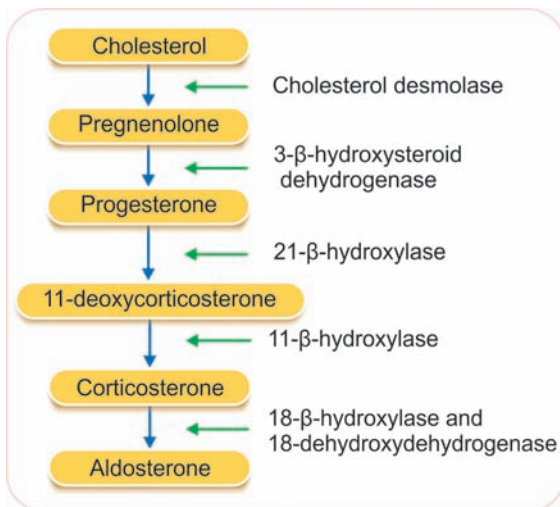 Cholesterol
Cholesterol desmolase
Pregnenolone
3-β-hydroxysteroid
dehydrogenase
Progesterone
21-β-hydroxylase
11-deoxycorticosterone
11-β-hydroxylase
Corticosterone
18-β-hydroxylase and
18-dehydroxydehydrogenase
Aldosterone